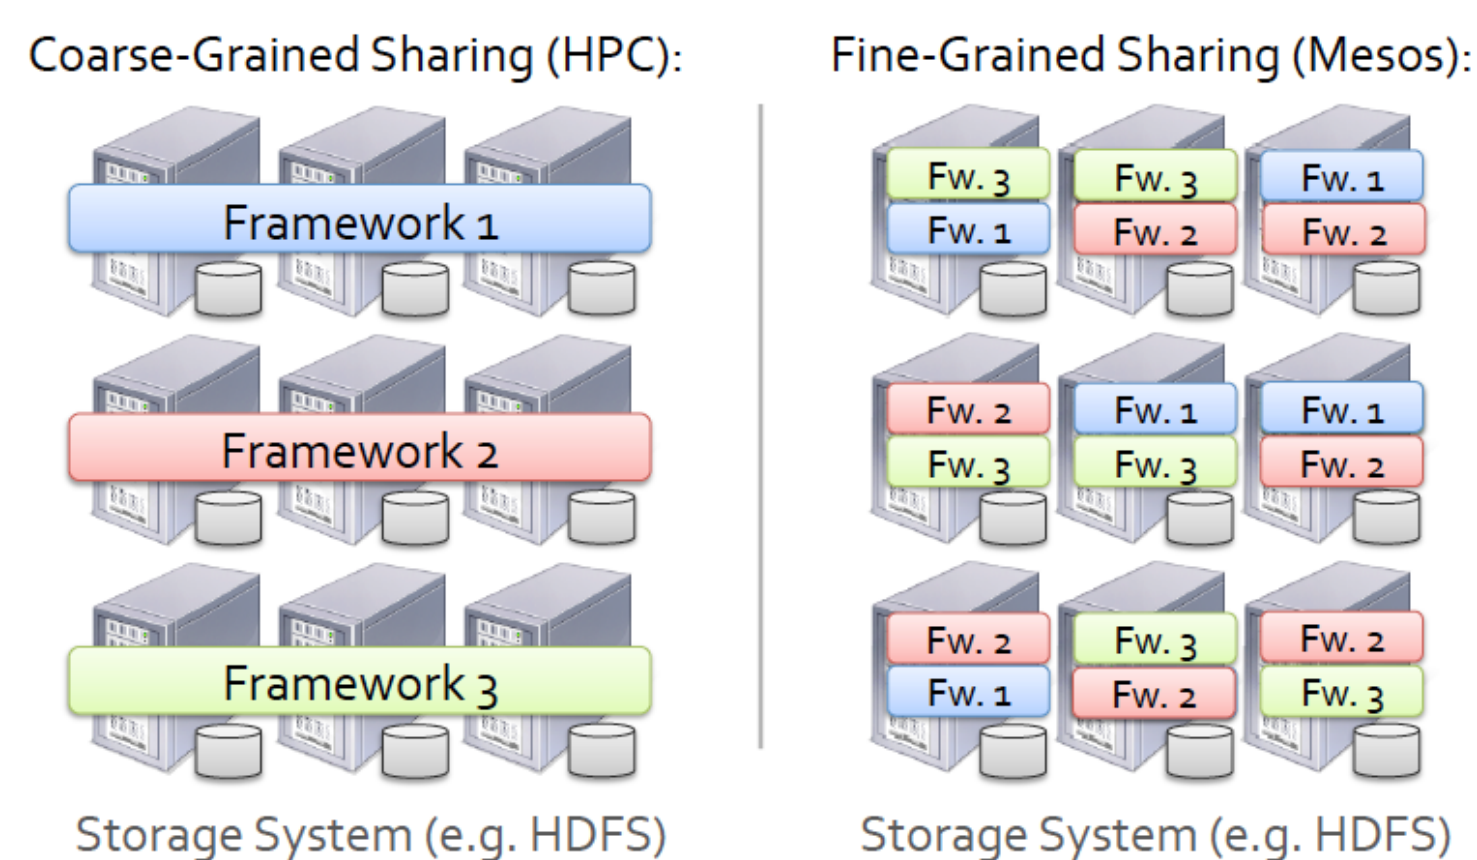 Coarse-Grained Sharing (HPC):
Framework 1
Framework 2
Framework 3
Storage System (e.g. HDFS)
Fine-Grained Sharing (Mesos):
Fw. 3 Fw. 3 Fw. 1
Fw. 1 Fw. 2 Fw. 2
Fw. 2 Fw. 1 Fw. 1
Fw. 3 Fw. 3 Fw. 2
Fw. 2 Fw. 3 Fw. 2
Fw. 1 Fw. 2 Fw. 3
Storage System (e.g. HDFS)